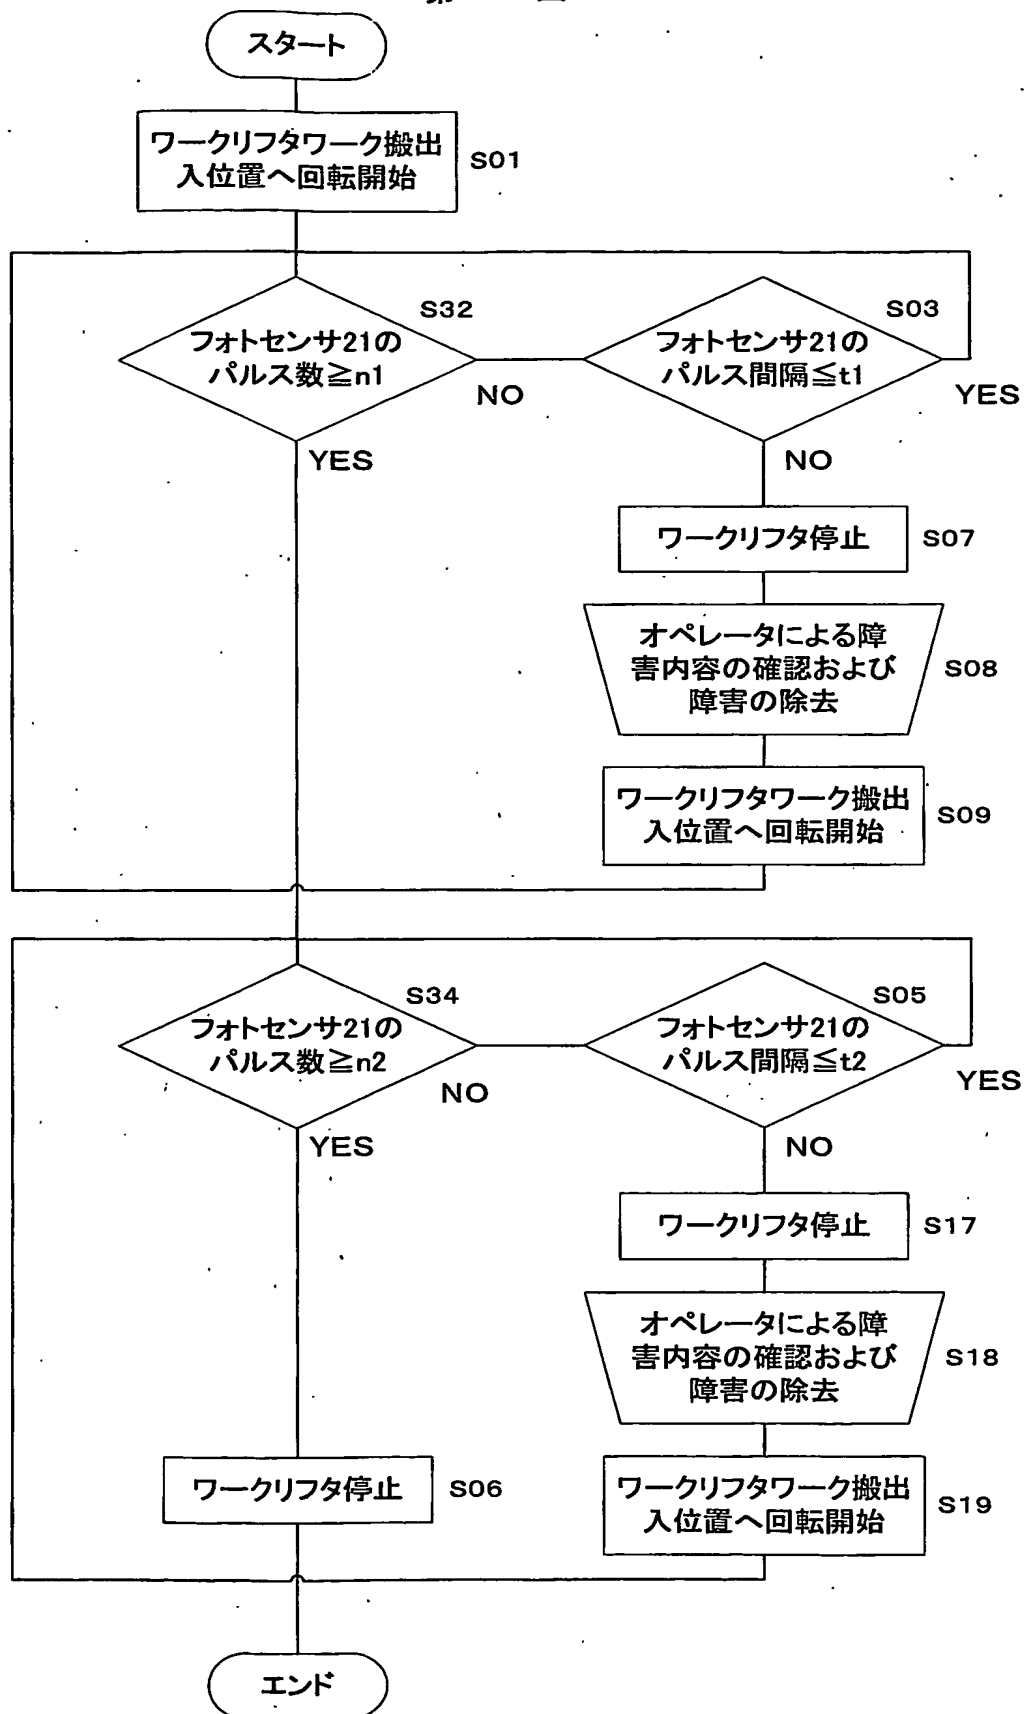 スタート
ワークリフタワーク搬出
入位置へ回転開始
S01
S32
フォトセンサ21の
パルス数≧n1
NO
YES
S03
フォトセンサ21の
パルス間隔≦t1
YES
NO
ワークリフタ停止
S07
オペレータによる障
害内容の確認および
障害の除去
S08
ワークリフタワーク搬出
入位置へ回転開始
S09
S34
フォトセンサ21の
パルス数≧n2
NO
YES
S05
フォトセンサ21の
パルス間隔≦t2
YES
NO
ワークリフタ停止
S17
オペレータによる障
害内容の確認および
障害の除去
S18
ワークリフタ停止
S06
ワークリフタワーク搬出
入位置へ回転開始
S19
エンド